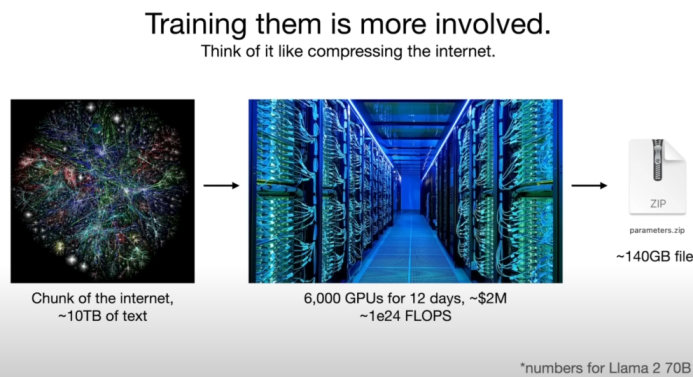 Training them is more involved.
Think of it like compressing the internet.
ZIP
parameters.zip
~140GB file
Chunk of the internet,
~10TB of text
6,000 GPUs for 12 days, ~$2M
~1e24 FLOPS
*numbers for Llama 2 70B